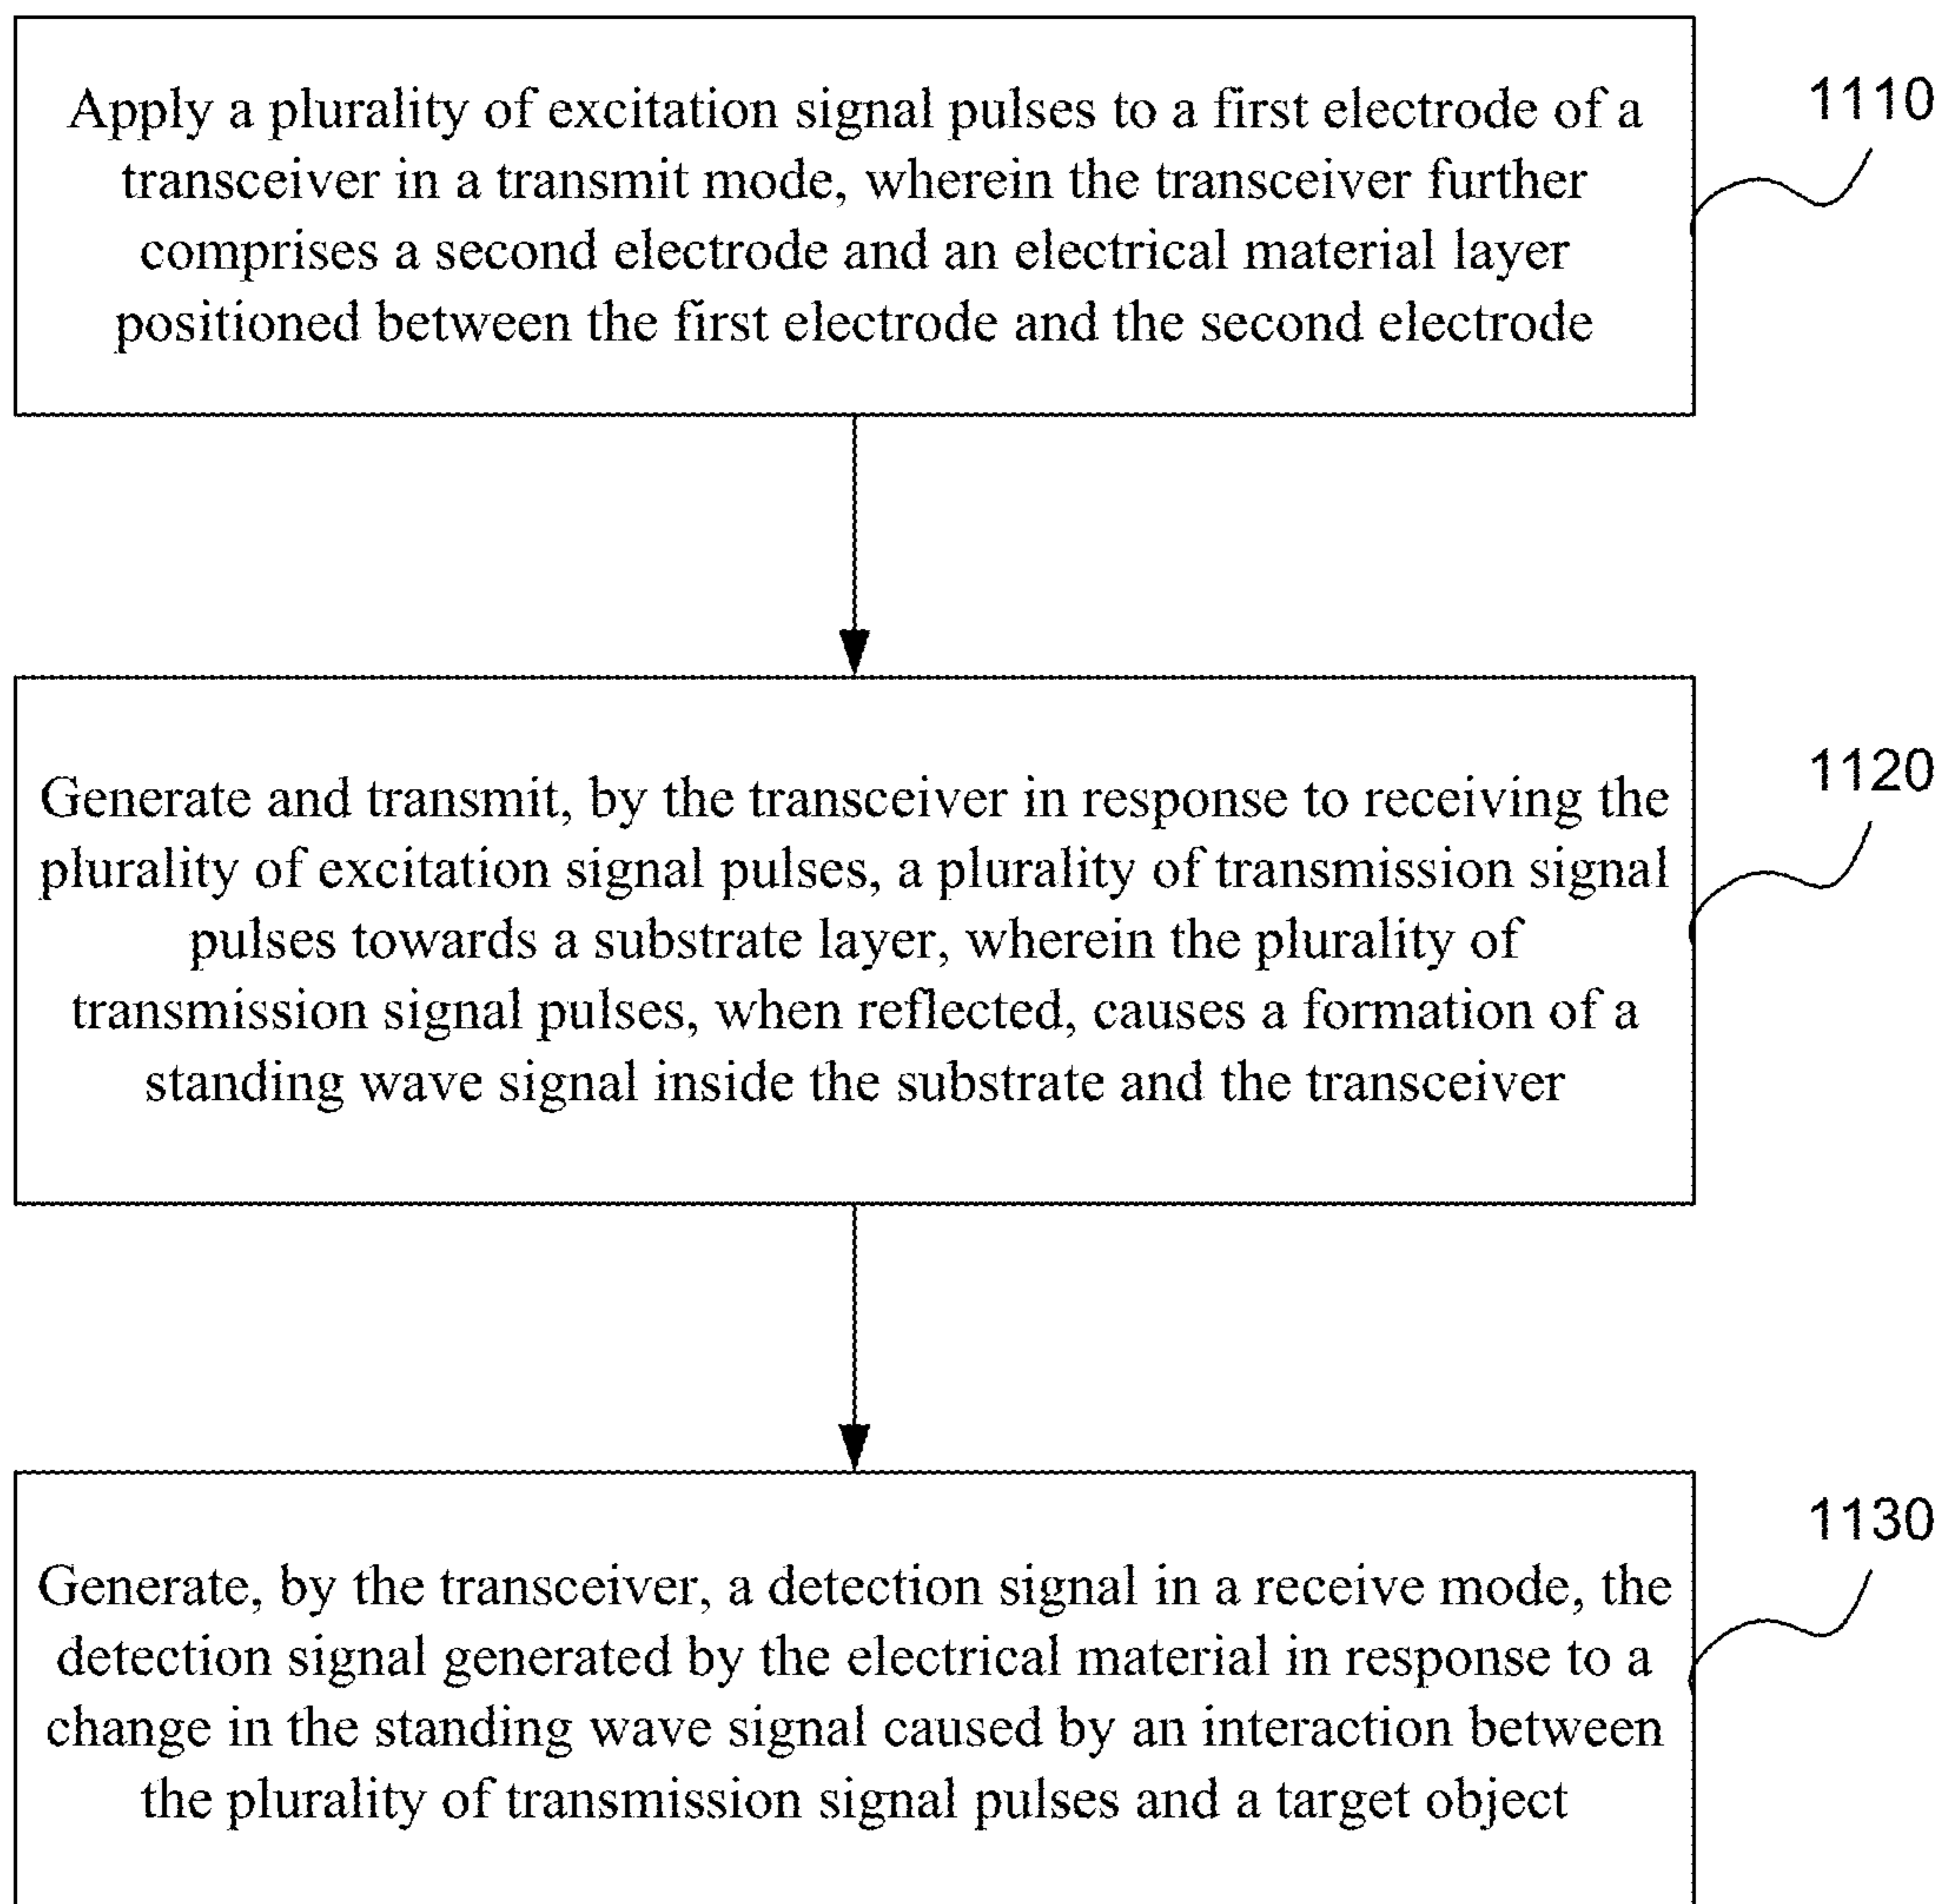 Apply a plurality of excitation signal pulses to a first electrode of a
transceiver in a transmit mode, wherein the transceiver further
comprises a second electrode and an electrical material layer
positioned between the first electrode and the second electrode
1110
Generate and transmit, by the transceiver in response to receiving the
plurality of excitation signal pulses, a plurality of transmission signal
pulses towards a substrate layer, wherein the plurality of
transmission signal pulses, when reflected, causes a formation of a
standing wave signal inside the substrate and the transceiver
1120
Generate, by the transceiver, a detection signal in a receive mode, the
detection signal generated by the electrical material in response to a
change in the standing wave signal caused by an interaction between
the plurality of transmission signal pulses and a target object
1130